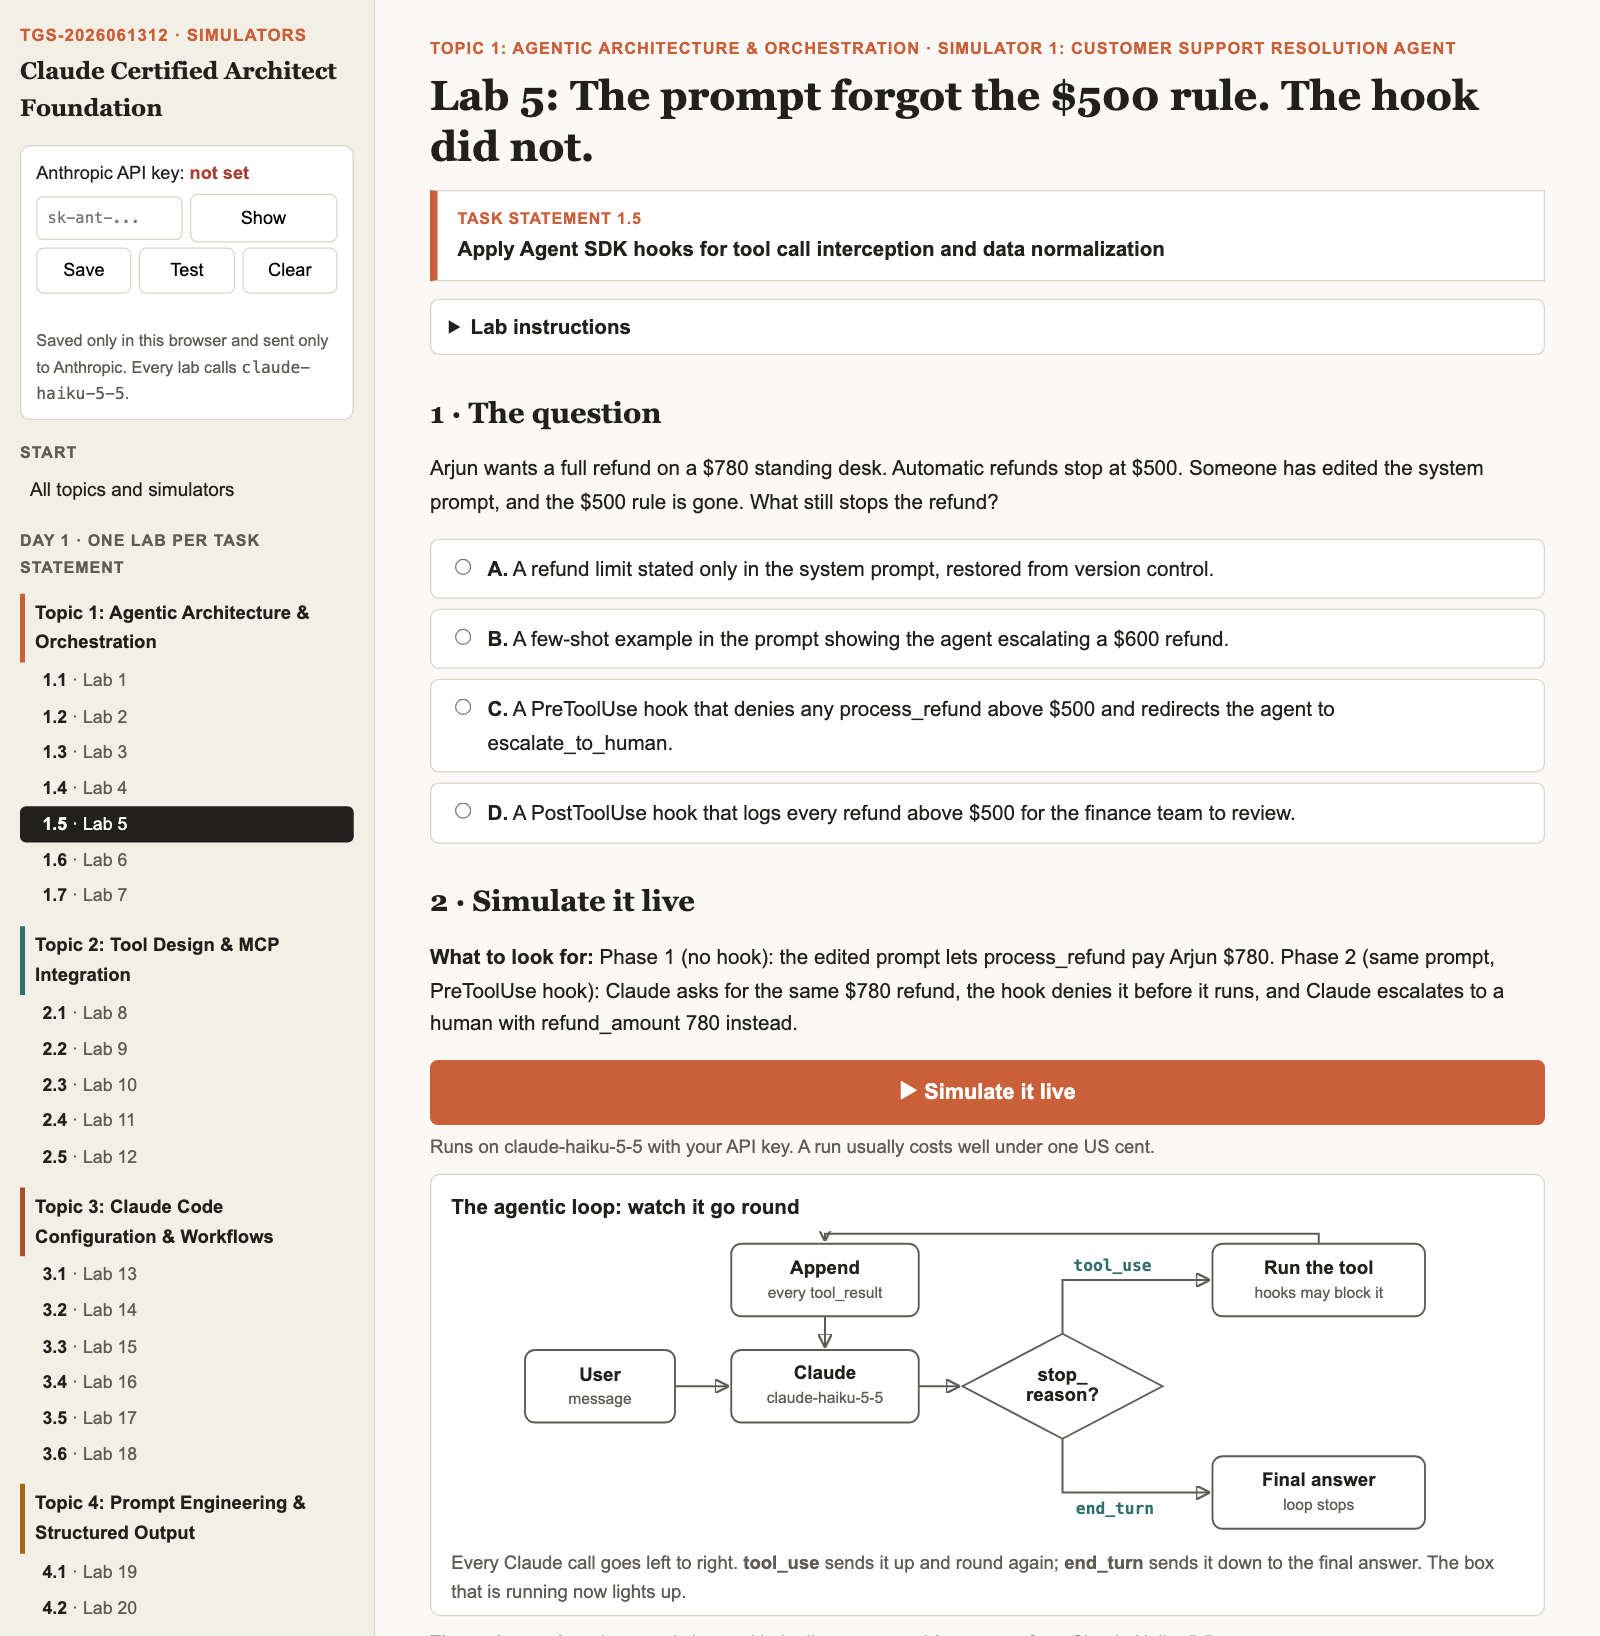 TGS-2026061312 · SIMULATORS
Claude Certified Architect
Foundation
Anthropic API key: not set
sk-ant-...
Show
Save
Test
Clear
Saved only in this browser and sent only
to Anthropic. Every lab calls claude-
haiku-5-5.
START
All topics and simulators
DAY 1 · ONE LAB PER TASK
STATEMENT
Topic 1: Agentic Architecture &
Orchestration
1.1 · Lab 1
1.2 · Lab 2
1.3 · Lab 3
1.4 · Lab 4
1.5 · Lab 5
1.6 · Lab 6
1.7 · Lab 7
Topic 2: Tool Design & MCP
Integration
2.1 · Lab 8
2.2 · Lab 9
2.3 · Lab 10
2.4 · Lab 11
2.5 · Lab 12
Topic 3: Claude Code
Configuration & Workflows
3.1 · Lab 13
3.2 · Lab 14
3.3 · Lab 15
3.4 · Lab 16
3.5 · Lab 17
3.6 · Lab 18
Topic 4: Prompt Engineering &
Structured Output
4.1 · Lab 19
4.2 · Lab 20
TOPIC 1: AGENTIC ARCHITECTURE & ORCHESTRATION · SIMULATOR 1: CUSTOMER SUPPORT RESOLUTION AGENT
Lab 5: The prompt forgot the $500 rule. The hook
did not.
TASK STATEMENT 1.5
Apply Agent SDK hooks for tool call interception and data normalization
▶ Lab instructions
1 · The question
Arjun wants a full refund on a $780 standing desk. Automatic refunds stop at $500. Someone has edited the system
prompt, and the $500 rule is gone. What still stops the refund?
A. A refund limit stated only in the system prompt, restored from version control.
B. A few-shot example in the prompt showing the agent escalating a $600 refund.
C. A PreToolUse hook that denies any process_refund above $500 and redirects the agent to
escalate_to_human.
D. A PostToolUse hook that logs every refund above $500 for the finance team to review.
2 · Simulate it live
What to look for: Phase 1 (no hook): the edited prompt lets process_refund pay Arjun $780. Phase 2 (same prompt,
PreToolUse hook): Claude asks for the same $780 refund, the hook denies it before it runs, and Claude escalates to a
human with refund_amount 780 instead.
▶ Simulate it live
Runs on claude-haiku-5-5 with your API key. A run usually costs well under one US cent.
The agentic loop: watch it go round
Append
every tool_result
tool_use
Run the tool
hooks may block it
User
message
Claude
claude-haiku-5-5
stop_
reason?
end_turn
Final answer
loop stops
Every Claude call goes left to right. tool_use sends it up and round again; end_turn sends it down to the final answer. The box
that is running now lights up.